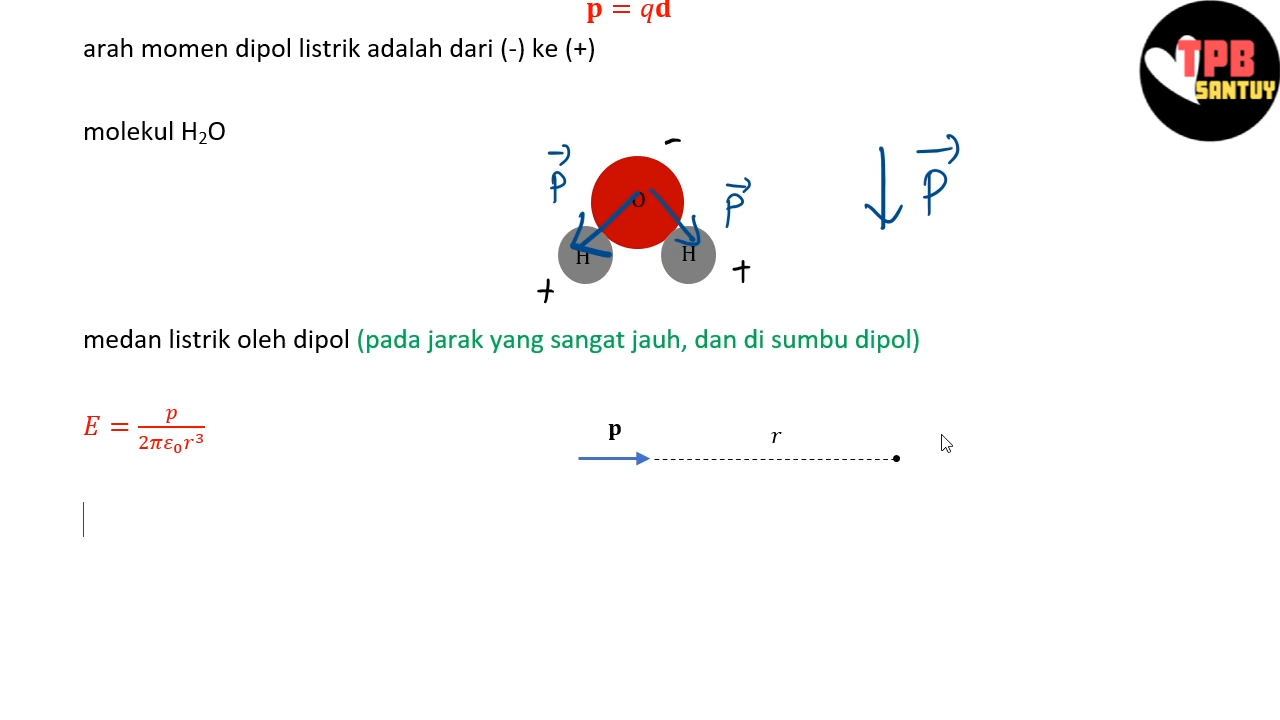 p = qd
arah momen dipol listrik adalah dari (-) ke (+)
TPB
SANTUY
molekul H₂O
-
p⃗
O
p⃗
p⃗
H
H
+
+
medan listrik oleh dipol (pada jarak yang sangat jauh, dan di sumbu dipol)
E = p / 2πε₀r³
p
r